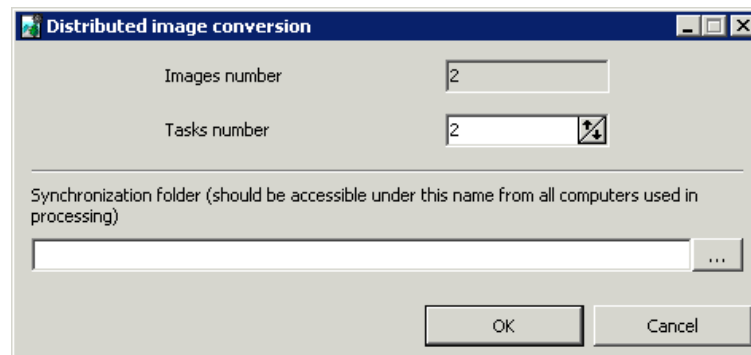 Distributed image conversion
Images number 2
Tasks number 2
Synchronization folder (should be accessible under this name from all computers used in
processing)
...
OK Cancel